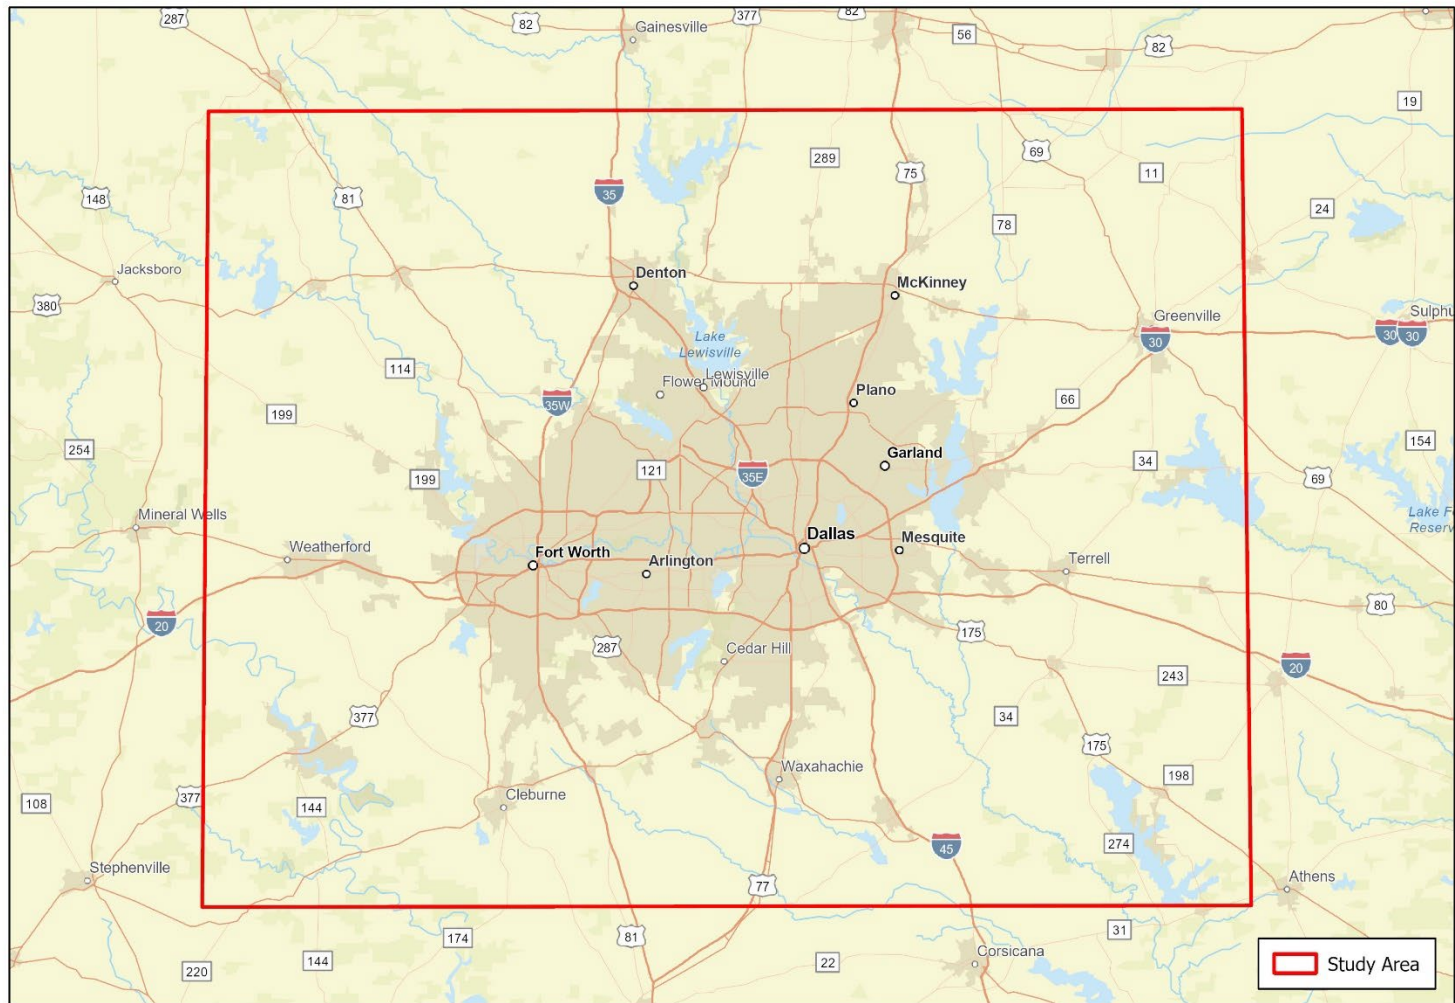 287
82
Gainesville
377
82
56
82
19
289
69
35
75
11
148
81
24
78
Jacksboro
Denton
McKinney
380
Greenville
Sulphu
30
30
30
Lake
Lewisville
114
Lewisville
Flower Mound
Plano
35W
66
199
254
121
Garland
154
34
35E
199
69
Lake Fo
Reserv
Mineral Wells
Dallas
Weatherford
Fort Worth
Mesquite
Arlington
Terrell
80
20
175
287
Cedar Hill
20
243
377
34
175
Waxahachie
198
377
Cleburne
108
144
274
45
Stephenville
77
Athens
31
174
81
Corsicana
144
22
220
Study Area